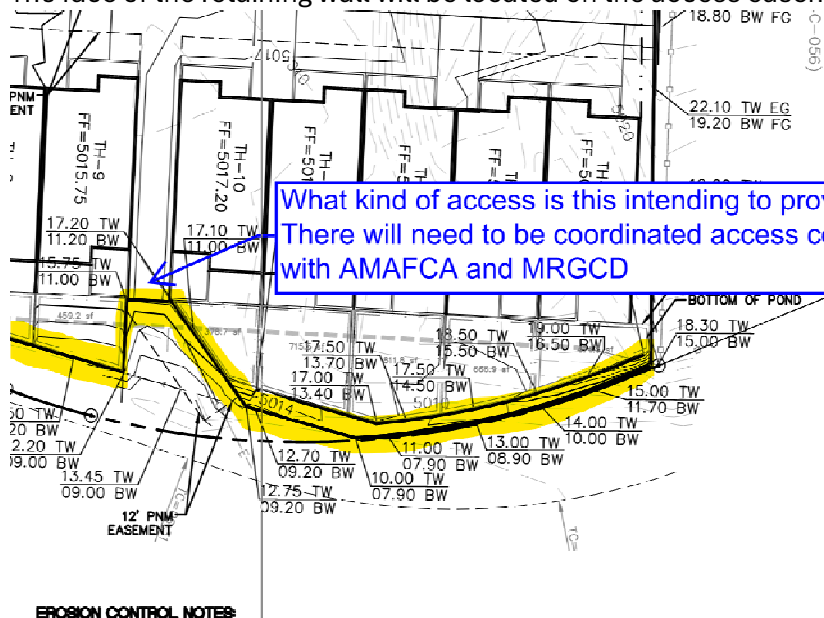 The face of the retaining wall will be located on the access
18.80 BW FG
C-056)
5017
22.10 TW EG
19.20 BW FG
5020
PNM
ENT
TH-9
FF=5015.75
TH-10
FF=5017.20
What kind of access is this intending to
There will need to be coordinated access
with AMAFCA and MRGCD
17.20 TW
11.20 BW
17.10 TW
11.00 BW
15.75 TW
11.00 BW
BOTTOM OF POND
459.2 sf
18.30 TW
15.00 BW
17.50 TW
13.70 BW
18.50 TW
15.50 BW
19.00 TW
16.50 BW
17.00 TW
13.40 BW
17.50 TW
14.50 BW
15.00 TW
11.70 BW
5014
14.00 TW
10.00 BW
12.20 TW
09.00 BW
13.45 TW
09.00 BW
12.70 TW
09.20 BW
11.00 TW
07.90 BW
13.00 TW
08.90 BW
12.75 TW
09.20 BW
10.00 TW
07.90 BW
12' PNM
EASEMENT
TC=
EROSION CONTROL NOTES: